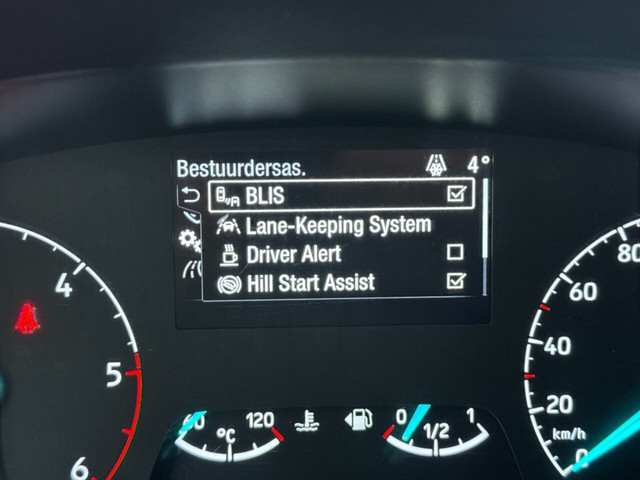 Bestuurdersas.
4°
BLIS
Lane-Keeping System
Driver Alert
Hill Start Assist
4
5
6
60
120
°C
0
1/2
1
80
60
40
20
0
km/h